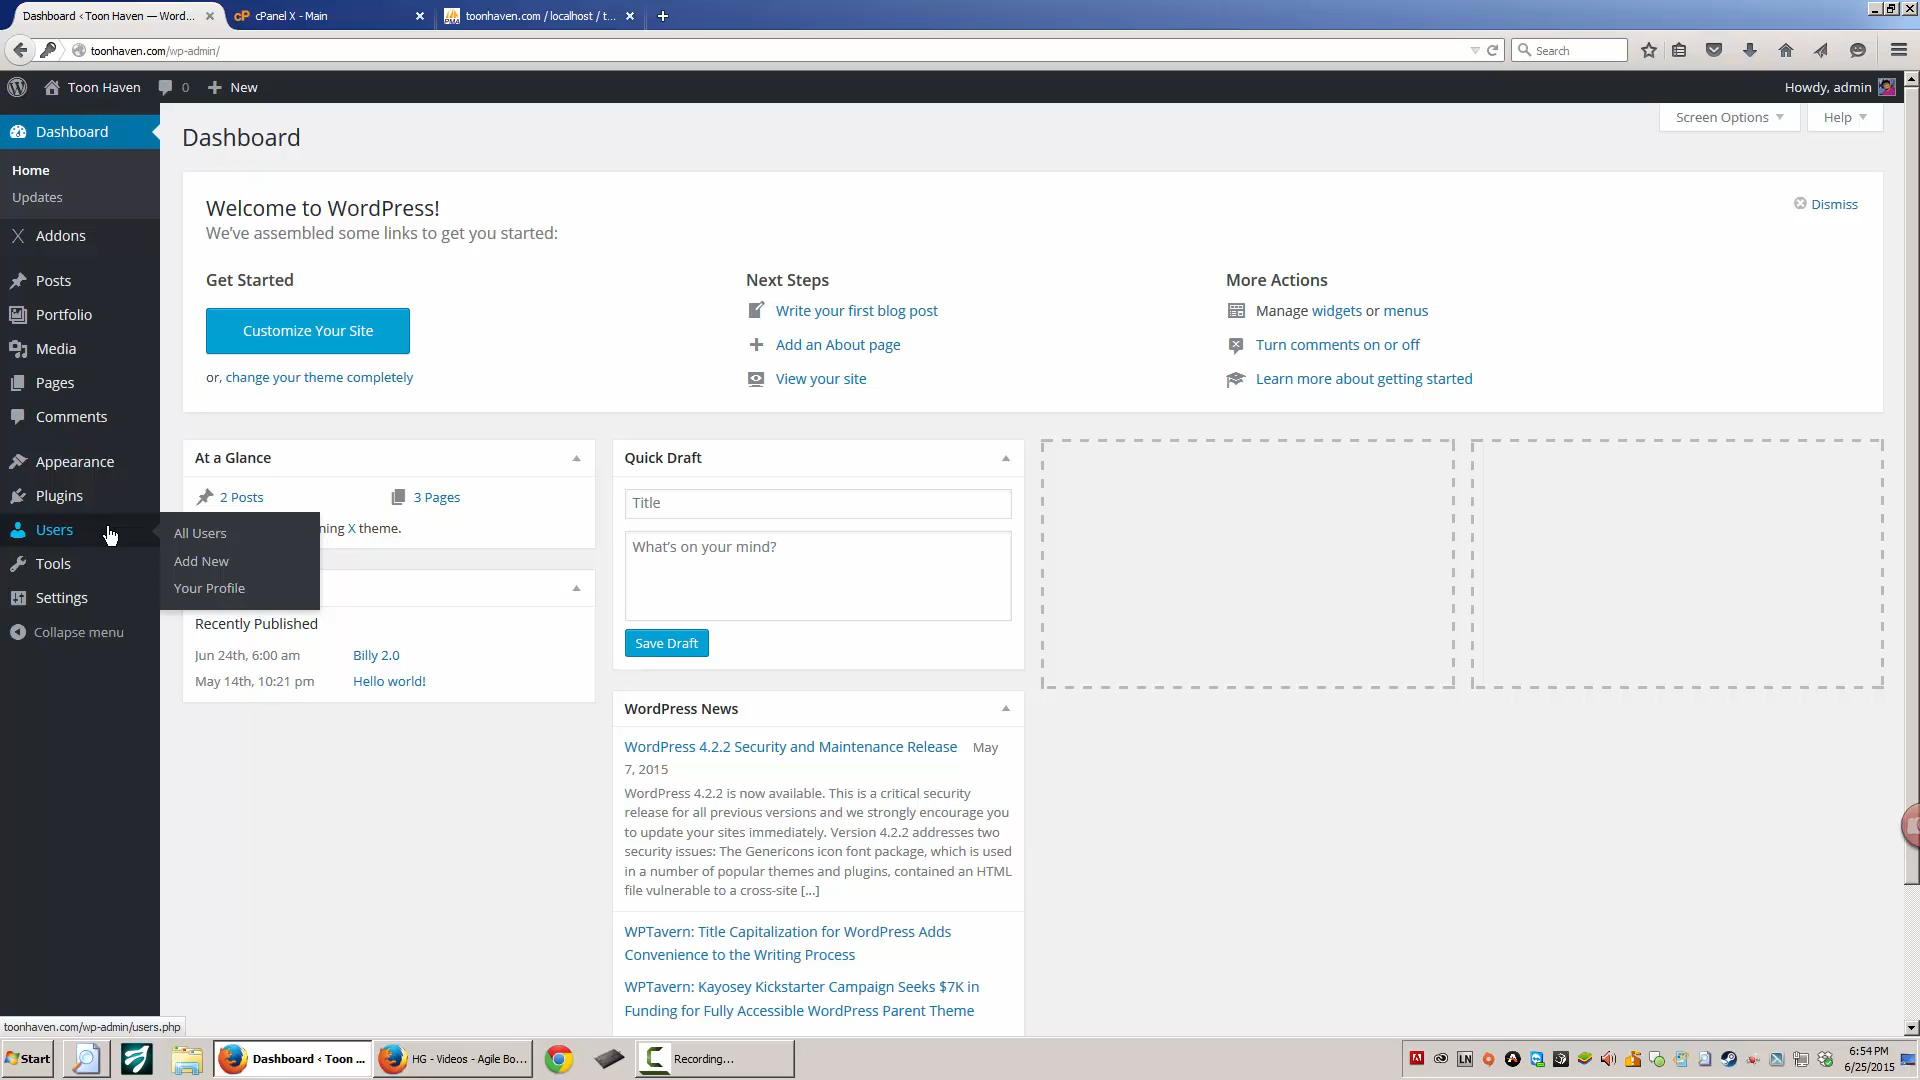 Dashboard ‹ Toon Haven — Word...
cPanel X - Main
toonhaven.com / localhost / t...
toonhaven.com/wp-admin/
Search
Toon Haven
0
New
Howdy, admin
Dashboard
Home
Updates
Addons
Posts
Portfolio
Media
Pages
Comments
Appearance
Plugins
Users
Tools
Settings
Collapse menu
All Users
Add New
Your Profile
Dashboard
Screen Options
Help
Welcome to WordPress!
We've assembled some links to get you started:
Dismiss
Get Started
Customize Your Site
or, change your theme completely
Next Steps
Write your first blog post
Add an About page
View your site
More Actions
Manage widgets or menus
Turn comments on or off
Learn more about getting started
At a Glance
2 Posts
3 Pages
ning X theme.
Recently Published
Jun 24th, 6:00 am
Billy 2.0
May 14th, 10:21 pm
Hello world!
Quick Draft
Title
What's on your mind?
Save Draft
WordPress News
WordPress 4.2.2 Security and Maintenance Release May
7, 2015
WordPress 4.2.2 is now available. This is a critical security
release for all previous versions and we strongly encourage you
to update your sites immediately. Version 4.2.2 addresses two
security issues: The Genericons icon font package, which is used
in a number of popular themes and plugins, contained an HTML
file vulnerable to a cross-site [...]
WPTavern: Title Capitalization for WordPress Adds
Convenience to the Writing Process
WPTavern: Kayosey Kickstarter Campaign Seeks $7K in
Funding for Fully Accessible WordPress Parent Theme
toonhaven.com/wp-admin/users.php
Start
Dashboard ‹ Toon ...
HG - Videos - Agile Bo...
Recording...
LN
6:54 PM
6/25/2015